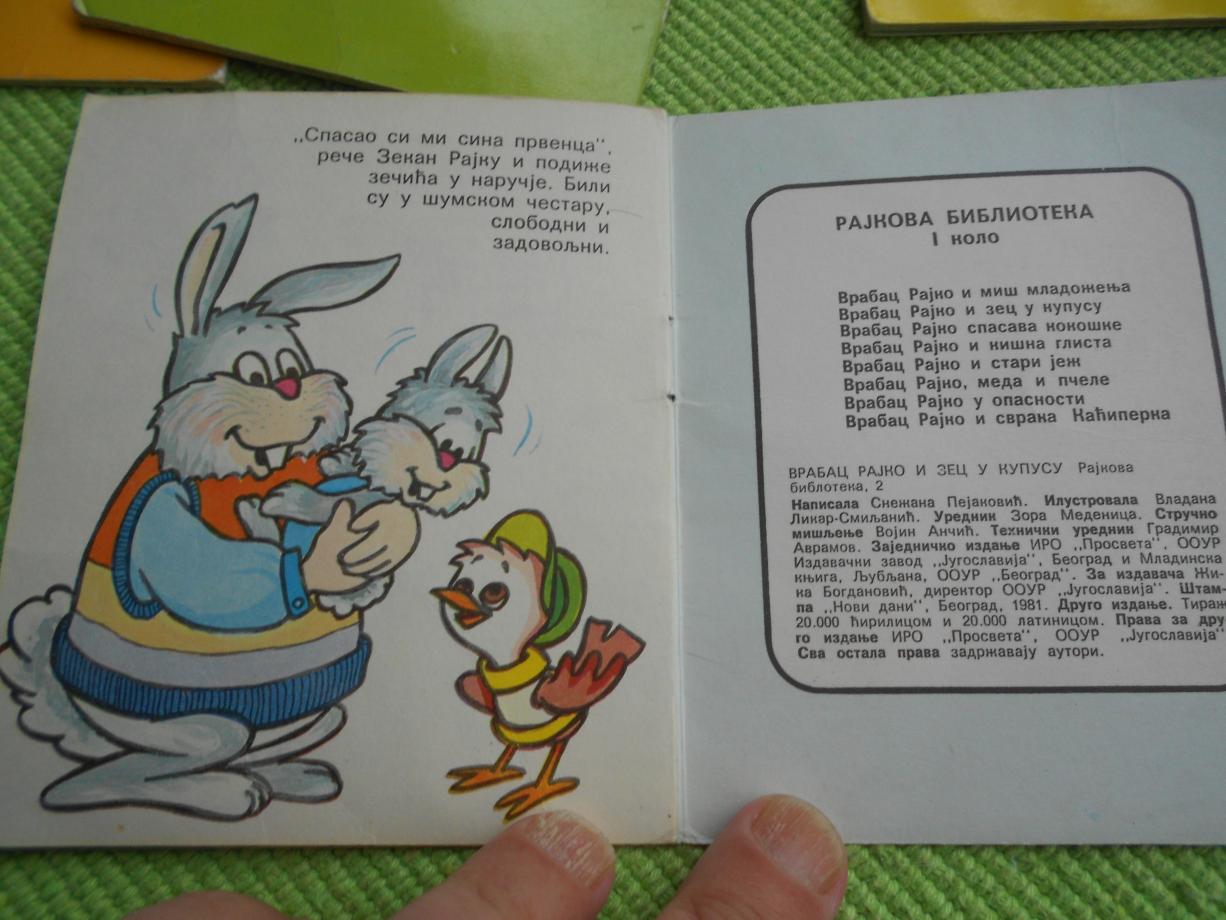 „Спасао си ми сина првенца“,
рече Зекан Рајку и подиже
зечића у наручје. Били
су у шумском честару,
слободни и
задовољни.
РАЈКОВА БИБЛИОТЕКА
I коло
Врабац Рајко и миш младожења
Врабац Рајко и зец у купусу
Врабац Рајко спасава кокошке
Врабац Рајко и кишна глиста
Врабац Рајко и стари јеж
Врабац Рајко, меда и пчеле
Врабац Рајко у опасности
Врабац Рајко и сврака Каћиперка
ВРАБАЦ РАЈКО И ЗЕЦ У КУПУСУ Рајкова
библотека, 2
Написала Снежана Пејаковић. Илустровала Владана
Ликар-Смиљанић. Уредник Зора Меденица. Стручно
мишљење Војин Анчић. Технички уредник Градимир
Аврамов. Заједничко издање ИРО „Просвета“, ООУР
Издавачки завод „Југославија“, Београд и Младинска
књига, Љубљана, ООУР „Београд“. За издавача Жи-
ка Богдановић, директор ООУР „Југославија“. Штам-
па „Нови дани“, Београд, 1981. Друго издање. Тираж
20.000 ћирилицом и 20.000 латиницом. Права за дру-
го издање ИРО „Просвета“, ООУР „Југославија“
Сва остала права задржавају аутори.